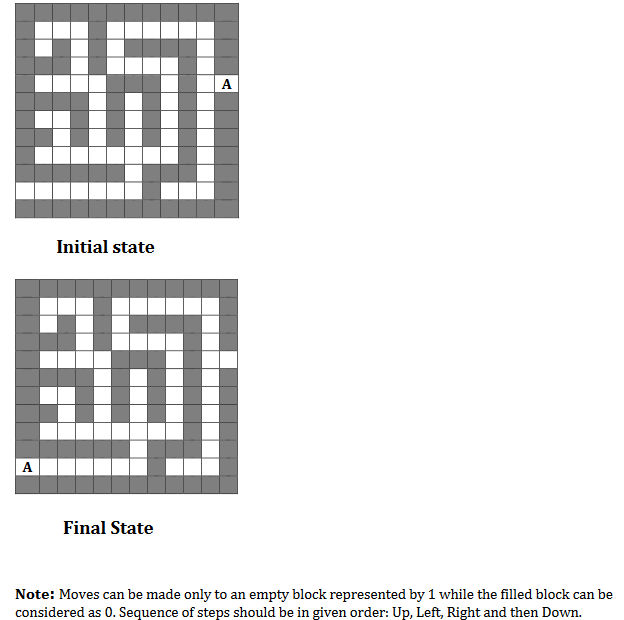 A
Initial state
A
Final State
Note: Moves can be made only to an empty block represented by 1 while the filled block can be
considered as 0. Sequence of steps should be in given order: Up, Left, Right and then Down.